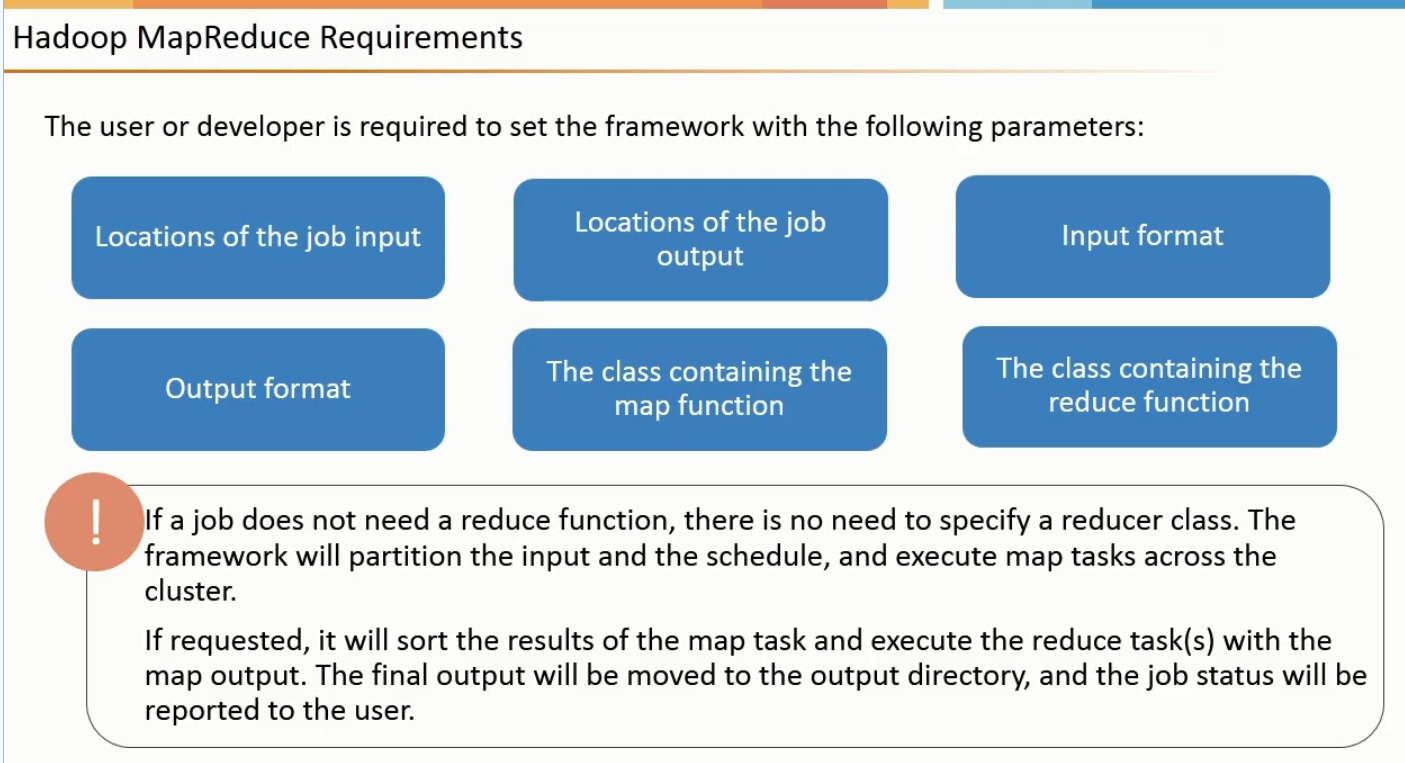 Hadoop MapReduce Requirements
The user or developer is required to set the framework with the following parameters:
Locations of the job input
Locations of the job
output
Input format
Output format
The class containing the
map function
The class containing the
reduce function
!
If a job does not need a reduce function, there is no need to specify a reducer class. The
framework will partition the input and the schedule, and execute map tasks across the
cluster.
If requested, it will sort the results of the map task and execute the reduce task(s) with the
map output. The final output will be moved to the output directory, and the job status will be
reported to the user.